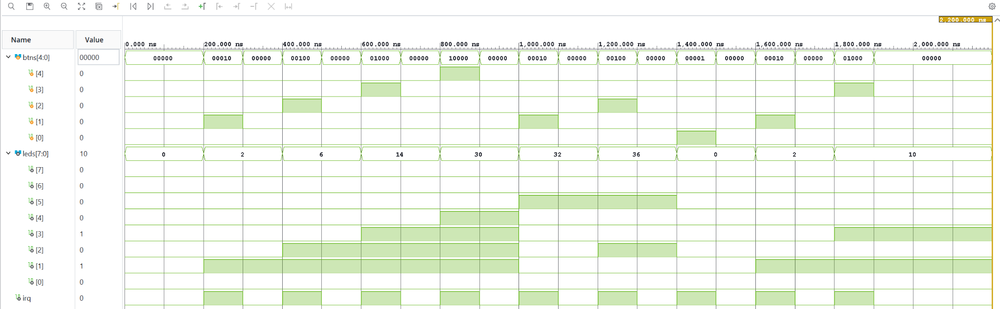 2,200.000 ns
Name Value
0.000 ns 200.000 ns 400.000 ns 600.000 ns 800.000 ns 1,000.000 ns 1,200.000 ns 1,400.000 ns 1,600.000 ns 1,800.000 ns 2,000.000 ns
btns[4:0] 00000 00000 00010 00000 00100 00000 01000 00000 10000 00000 00010 00000 00100 00000 00001 00000 00010 00000 01000 00000
[4] 0
[3] 0
[2] 0
[1] 0
[0] 0
leds[7:0] 10 0 2 6 14 30 32 36 0 2 10
[7] 0
[6] 0
[5] 0
[4] 0
[3] 1
[2] 0
[1] 1
[0] 0
irq 0